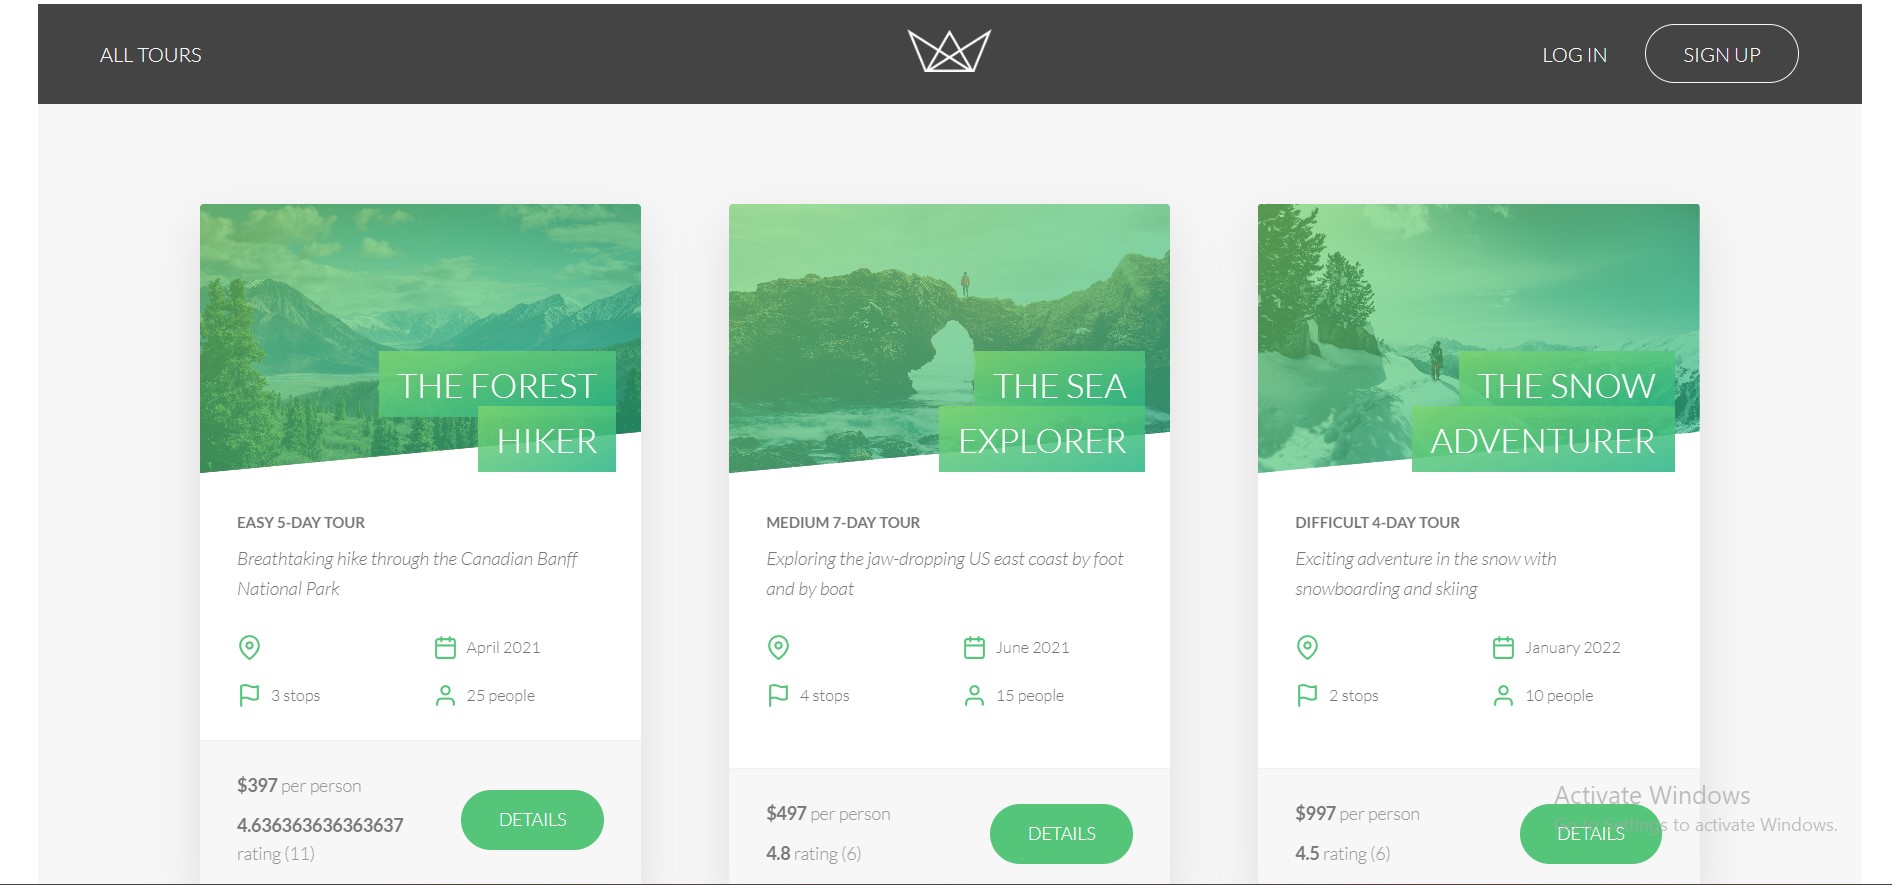 ALL TOURS
LOG IN
SIGN UP
THE FOREST
HIKER
EASY 5-DAY TOUR
Breathtaking hike through the Canadian Banff
National Park
April 2021
3 stops
25 people
$397 per person
4.636363636363637
rating (11)
DETAILS
THE SEA
EXPLORER
MEDIUM 7-DAY TOUR
Exploring the jaw-dropping US east coast by foot
and by boat
June 2021
4 stops
15 people
$497 per person
4.8 rating (6)
DETAILS
THE SNOW
ADVENTURER
DIFFICULT 4-DAY TOUR
Exciting adventure in the snow with
snowboarding and skiing
January 2022
2 stops
10 people
$997 per person
4.5 rating (6)
DETAILS
Activate Windows
Go to Settings to activate Windows.